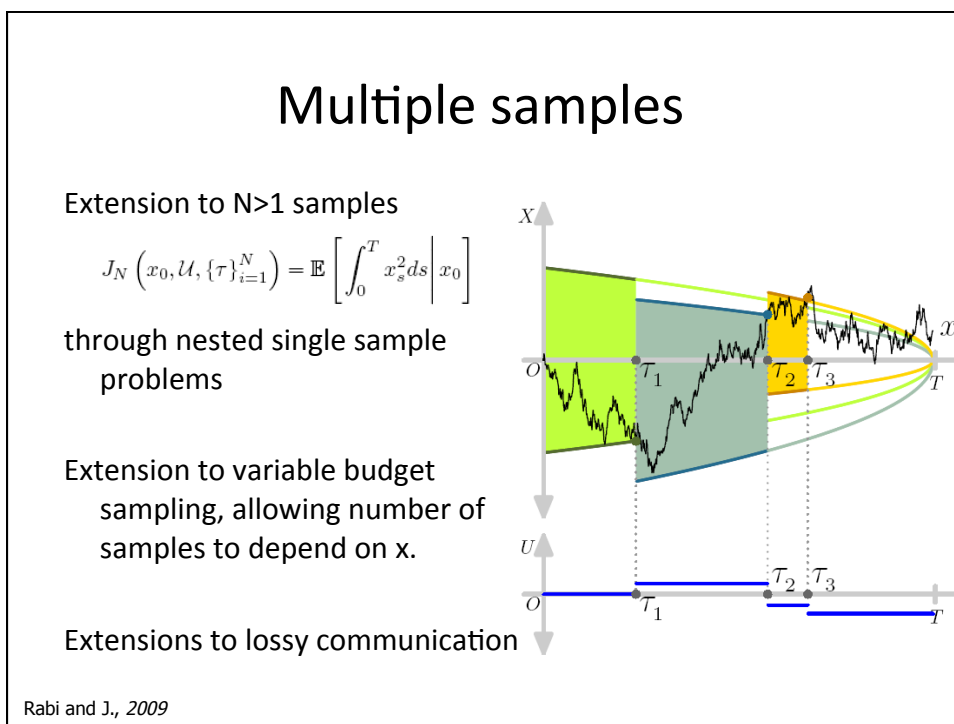 Multiple samples
Extension to N>1 samples
J_N (x_0, 𝒰, {τ}_{i=1}^N) = 𝔼 [ ∫_0^T x_s^2 ds | x_0 ]
through nested single sample
problems
Extension to variable budget
sampling, allowing number of
samples to depend on x.
Extensions to lossy communication
X
x
O
τ_1
τ_2
τ_3
T
U
O
τ_1
τ_2
τ_3
T
Rabi and J., 2009